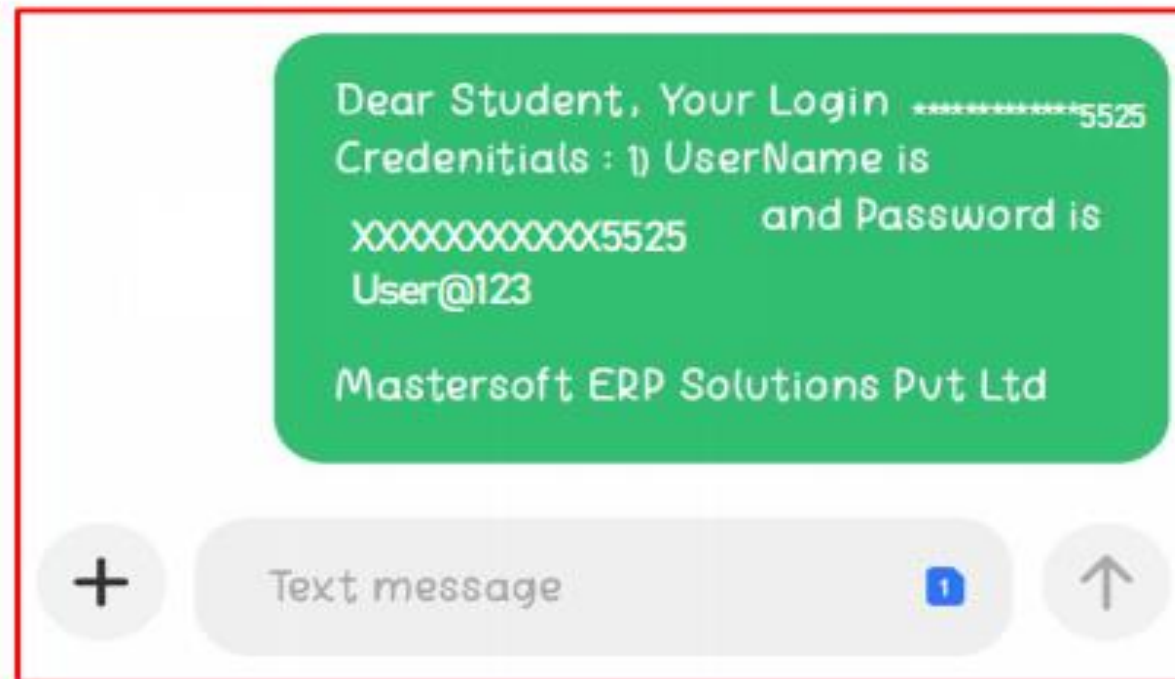 Dear Student, Your Login *************5525
Credenitials : 1) UserName is
and Password is
XXXXXXXXXXX5525
User@123
Mastersoft ERP Solutions Pvt Ltd
Text message
1